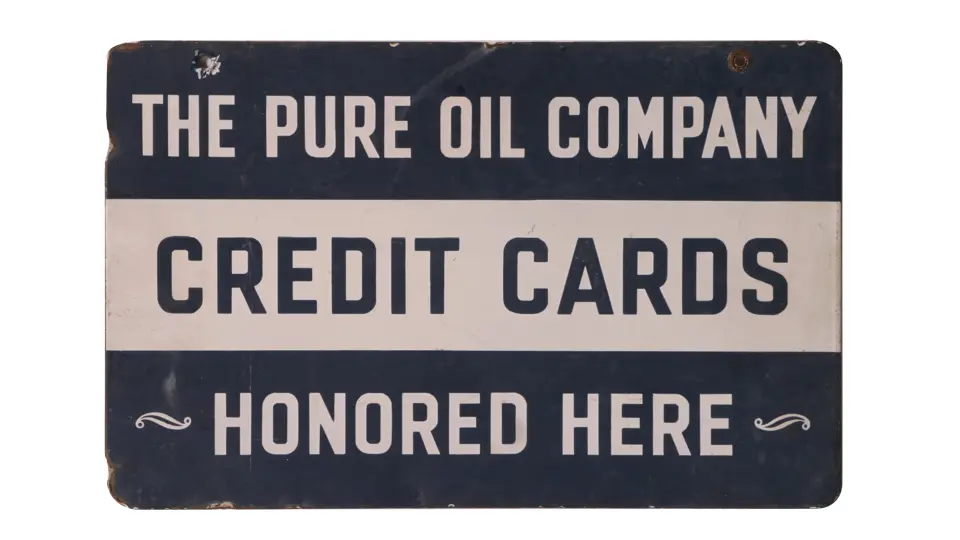 THE PURE OIL COMPANY
CREDIT CARDS
HONORED HERE